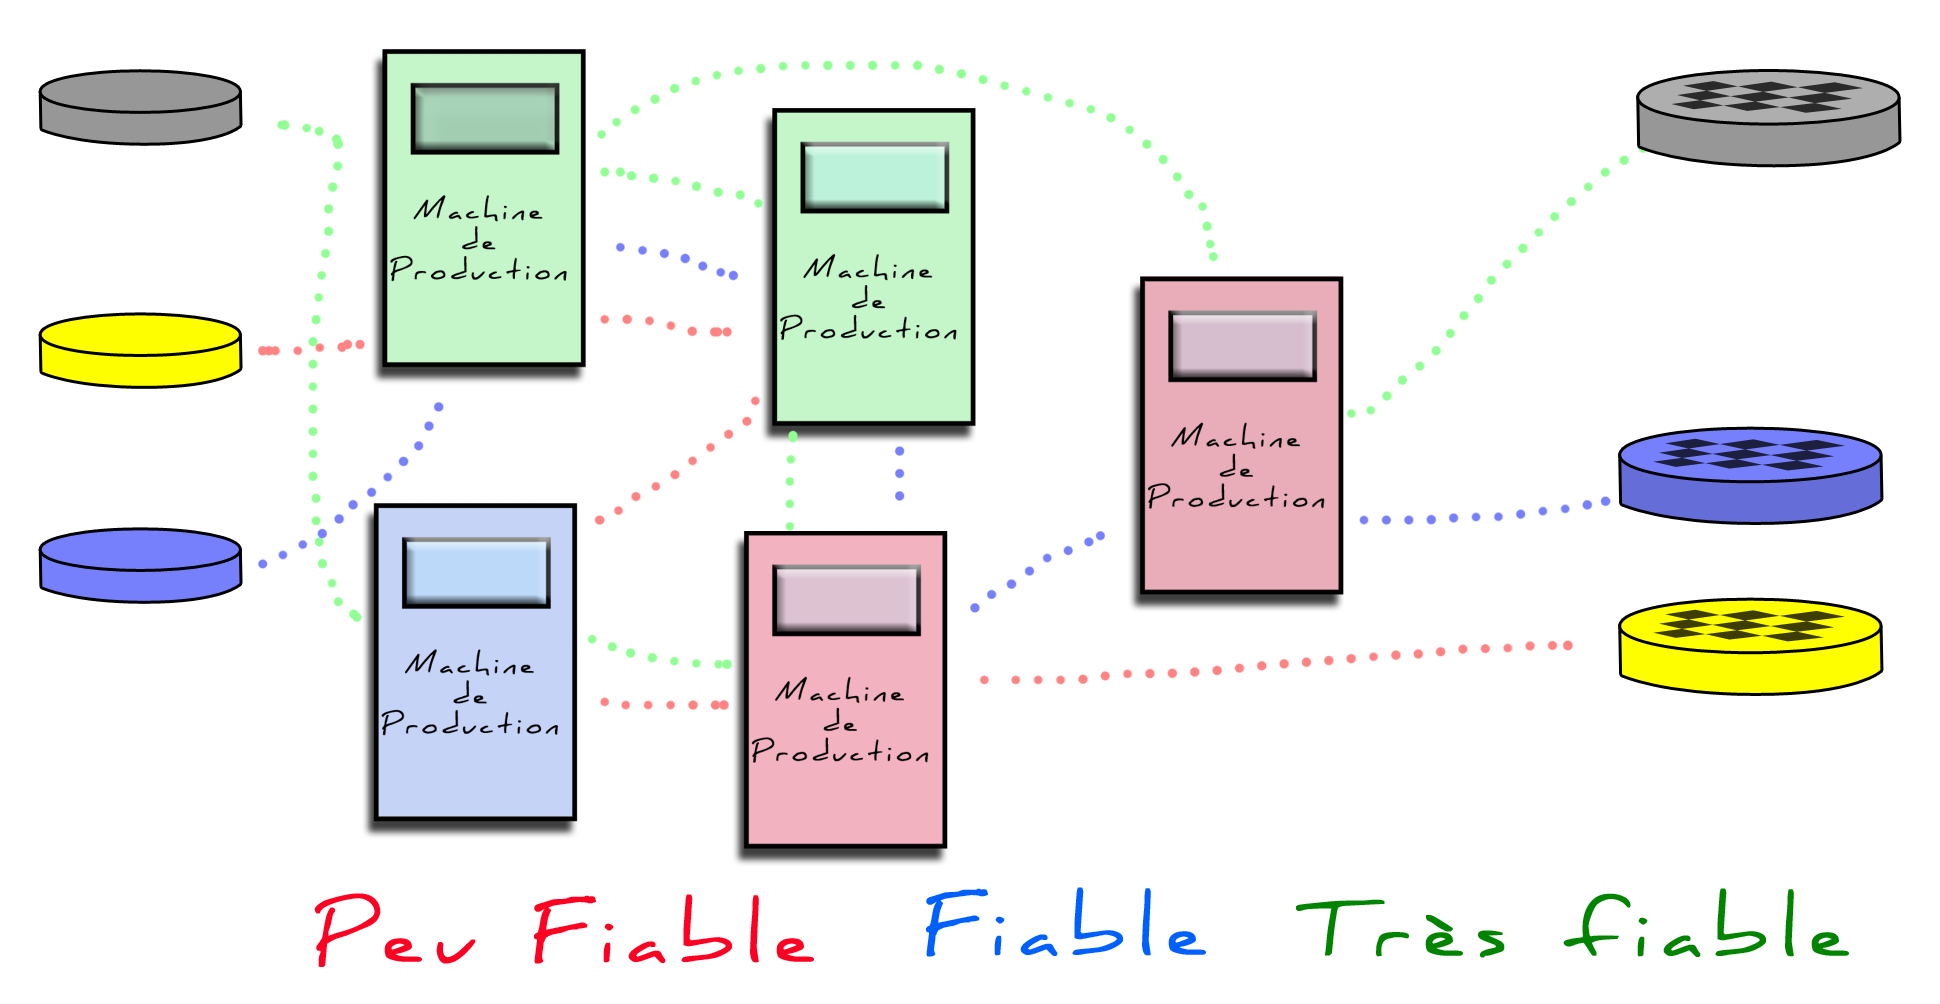 Machine
de
Production
Machine
de
Production
Machine
de
Production
Machine
de
Production
Machine
de
Production
Peu Fiable Fiable Très fiable